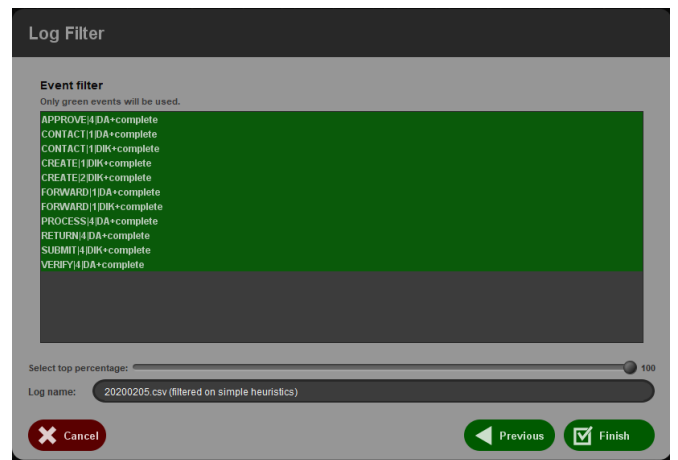 Log Filter
Event filter
Only green events will be used.
APPROVE|4|DA+complete
CONTACT|1|DA+complete
CONTACT|1|DIK+complete
CREATE|1|DIK+complete
CREATE|2|DIK+complete
FORWARD|1|DA+complete
FORWARD|1|DIK+complete
PROCESS|4|DA+complete
RETURN|4|DA+complete
SUBMIT|4|DIK+complete
VERIFY|4|DA+complete
Select top percentage: 100
Log name: 20200205.csv (filtered on simple heuristics)
Cancel Previous Finish